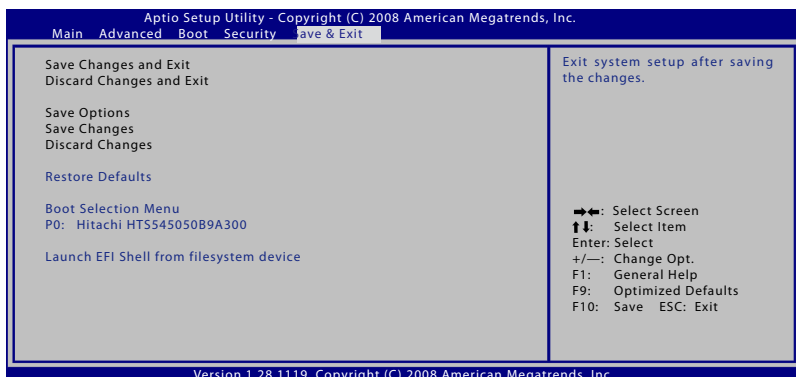 Aptio Setup Utility - Copyright (C) 2008 American Megatrends, Inc.
Main Advanced Boot Security Save & Exit
Save Changes and Exit
Discard Changes and Exit
Save Options
Save Changes
Discard Changes
Restore Defaults
Boot Selection Menu
P0: Hitachi HTS545050B9A300
Launch EFI Shell from filesystem device
Exit system setup after saving
the changes.
→←: Select Screen
↑↓: Select Item
Enter: Select
+/—: Change Opt.
F1: General Help
F9: Optimized Defaults
F10: Save ESC: Exit
Version 1.28.1119. Copyright (C) 2008 American Megatrends, Inc.